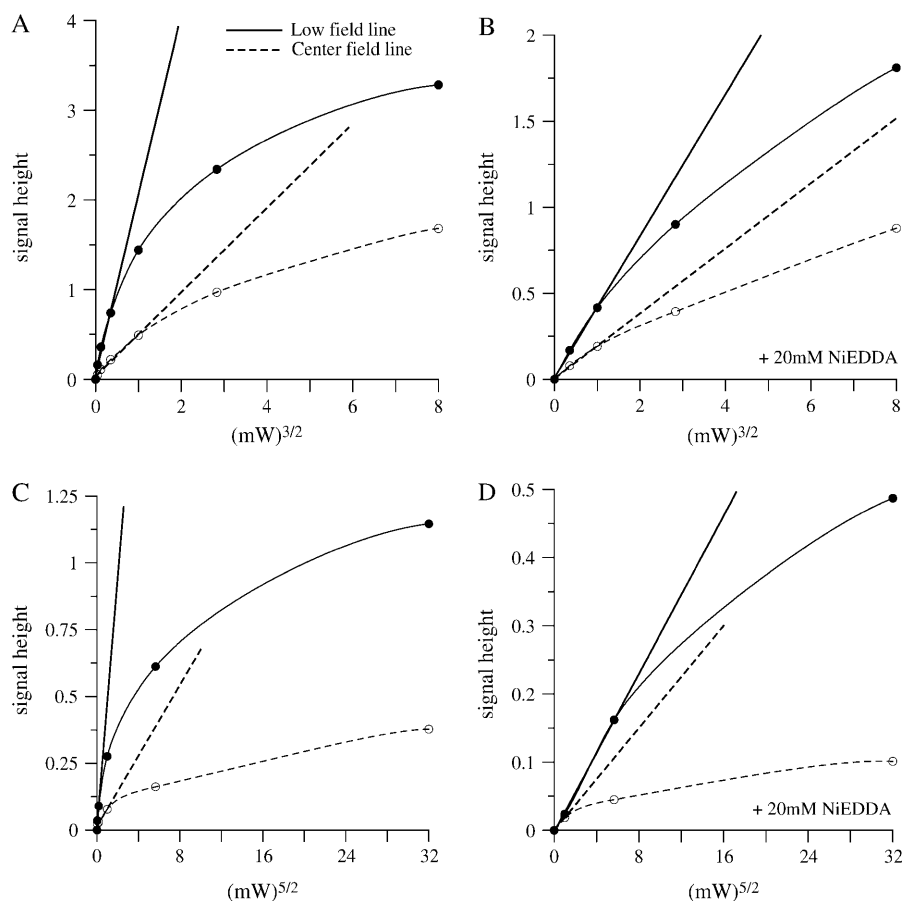 A
Low field line
Center field line
signal height
4
3
2
1
0
0 2 4 6 8
(mW)3/2
B
signal height
2
1.5
1
0.5
0
0 2 4 6 8
+ 20mM NiEDDA
(mW)3/2
C
signal height
1.25
1
0.75
0.5
0.25
0
0 8 16 24 32
(mW)5/2
D
signal height
0.5
0.4
0.3
0.2
0.1
0
0 8 16 24 32
+ 20mM NiEDDA
(mW)5/2